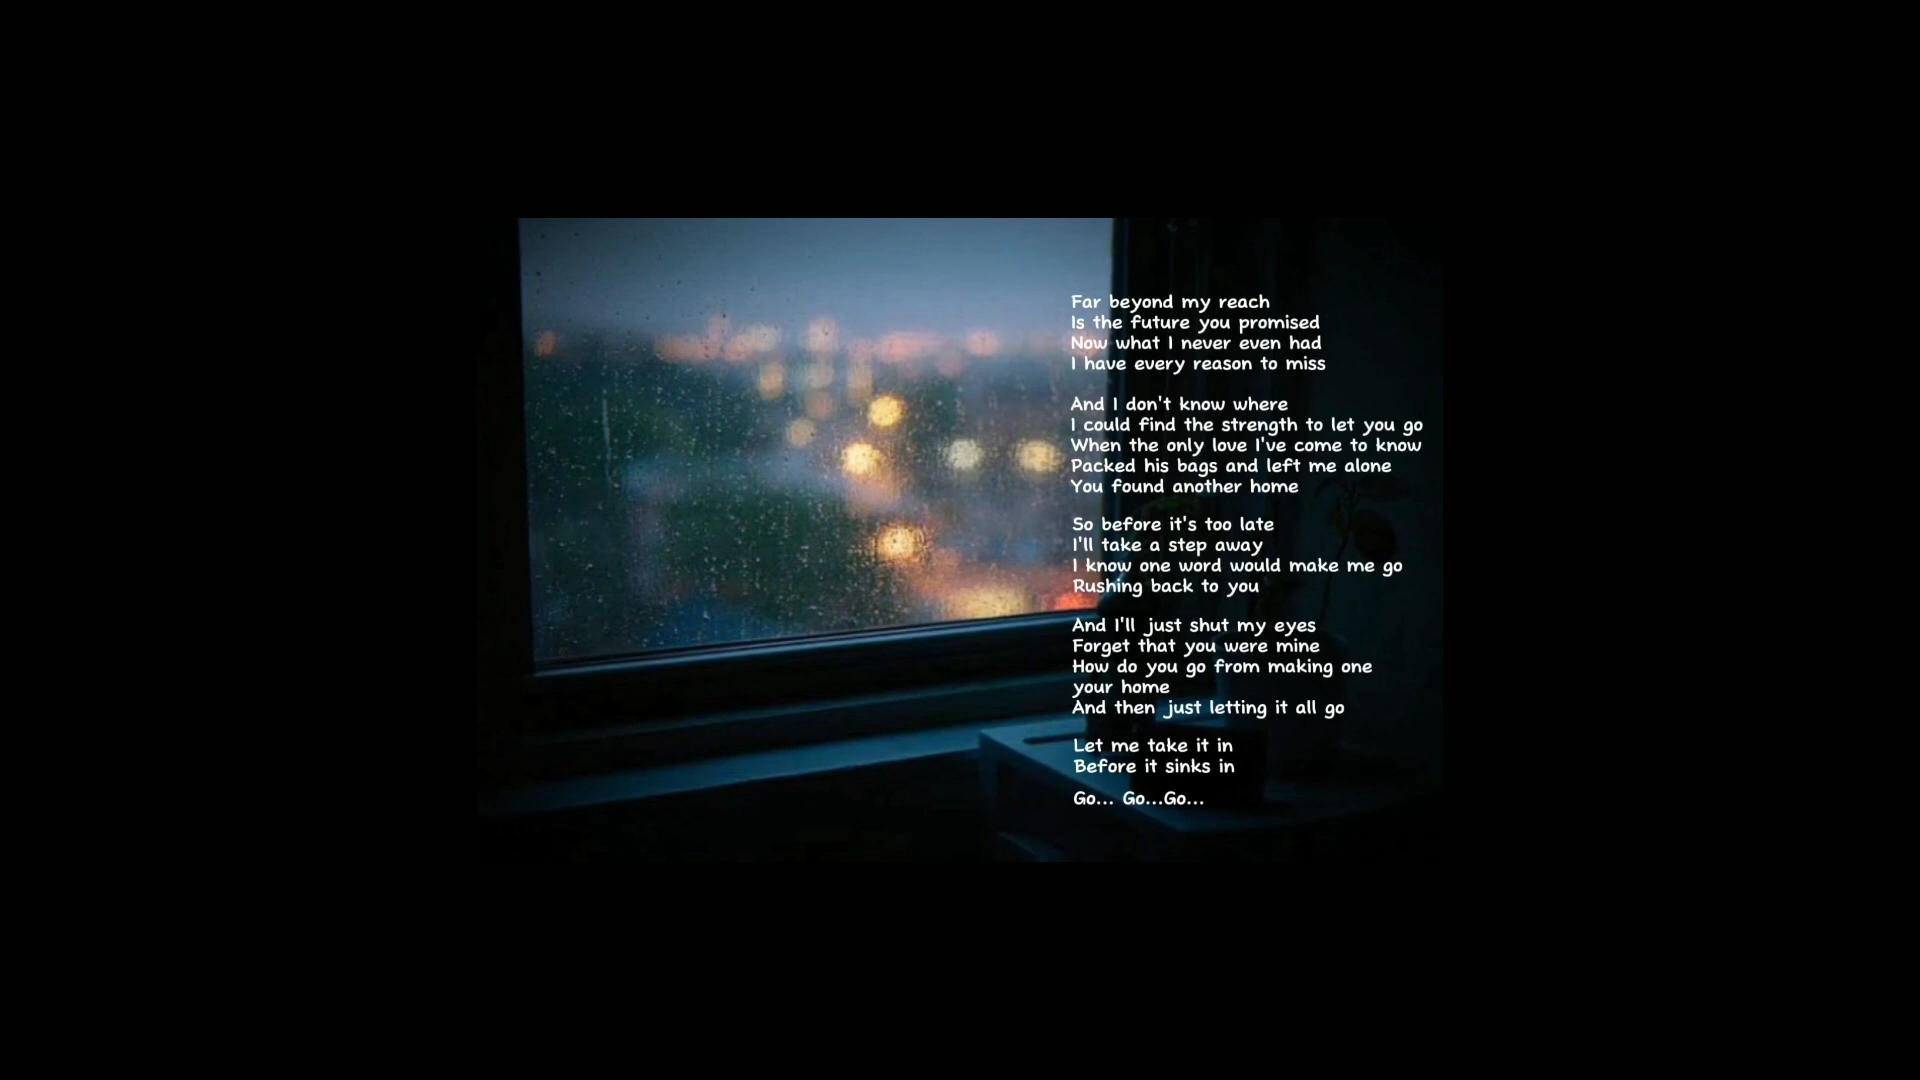 Far beyond my reach
Is the future you promised
Now what I never even had
I have every reason to miss
And I don't know where
I could find the strength to let you go
When the only love I've come to know
Packed his bags and left me alone
You found another home
So before it's too late
I'll take a step away
I know one word would make me go
Rushing back to you
And I'll just shut my eyes
Forget that you were mine
How do you go from making one
your home
And then just letting it all go
Let me take it in
Before it sinks in
Go... Go...Go...